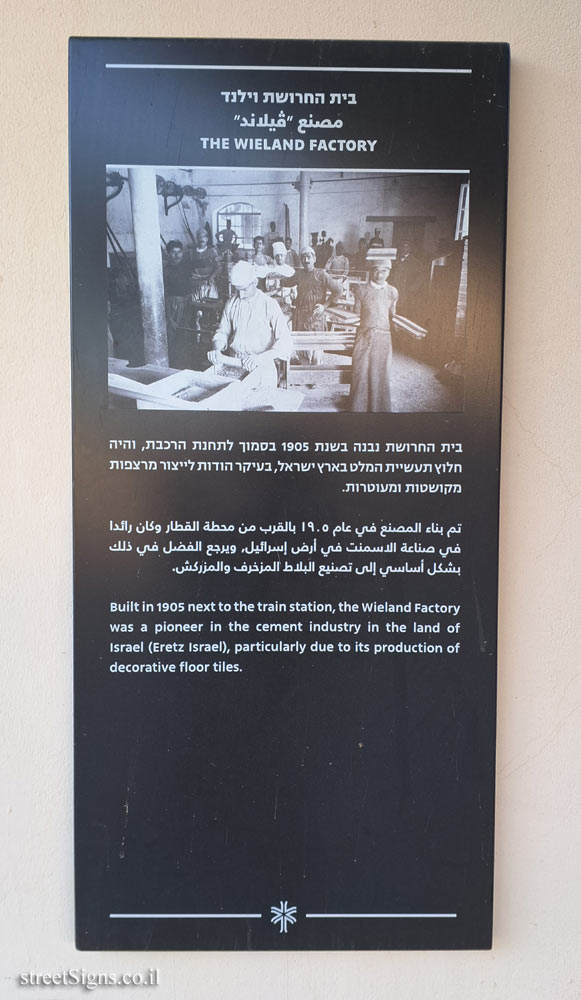 בית החרושת וילנד
مصنع "ڤيلاند"
THE WIELAND FACTORY
בית החרושת נבנה בשנת 1905 בסמוך לתחנת הרכבת, והיה
חלוץ תעשיית המלט בארץ ישראל, בעיקר הודות לייצור מרצפות
מקושטות ומעוטרות.
تم بناء المصنع في عام ١٩٠٥ بالقرب من محطة القطار وكان رائدا
في صناعة الاسمنت في أرض إسرائيل، ويرجع الفضل في ذلك
بشكل أساسي إلى تصنيع البلاط المزخرف والمزركش.
Built in 1905 next to the train station, the Wieland Factory
was a pioneer in the cement industry in the land of
Israel (Eretz Israel), particularly due to its production of
decorative floor tiles.
streetSigns.co.il